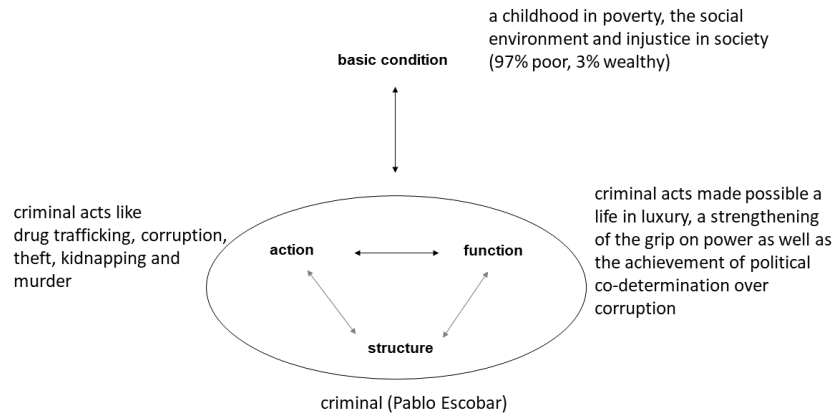 a childhood in poverty, the social
environment and injustice in society
(97% poor, 3% wealthy)
basic condition
criminal acts like
drug trafficking, corruption,
theft, kidnapping and
murder
action
function
structure
criminal acts made possible a
life in luxury, a strengthening
of the grip on power as well as
the achievement of political
co-determination over
corruption
criminal (Pablo Escobar)